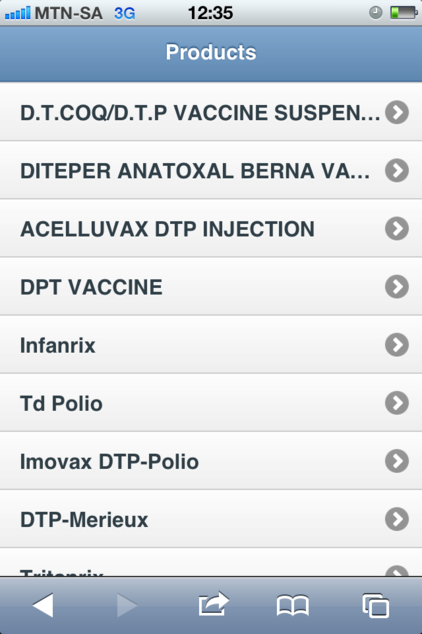 MTN-SA 3G 12:35
Products
D.T.COQ/D.T.P VACCINE SUSPEN...
DITEPER ANATOXAL BERNA VA...
ACELLUVAX DTP INJECTION
DPT VACCINE
Infanrix
Td Polio
Imovax DTP-Polio
DTP-Merieux
Tritanrix